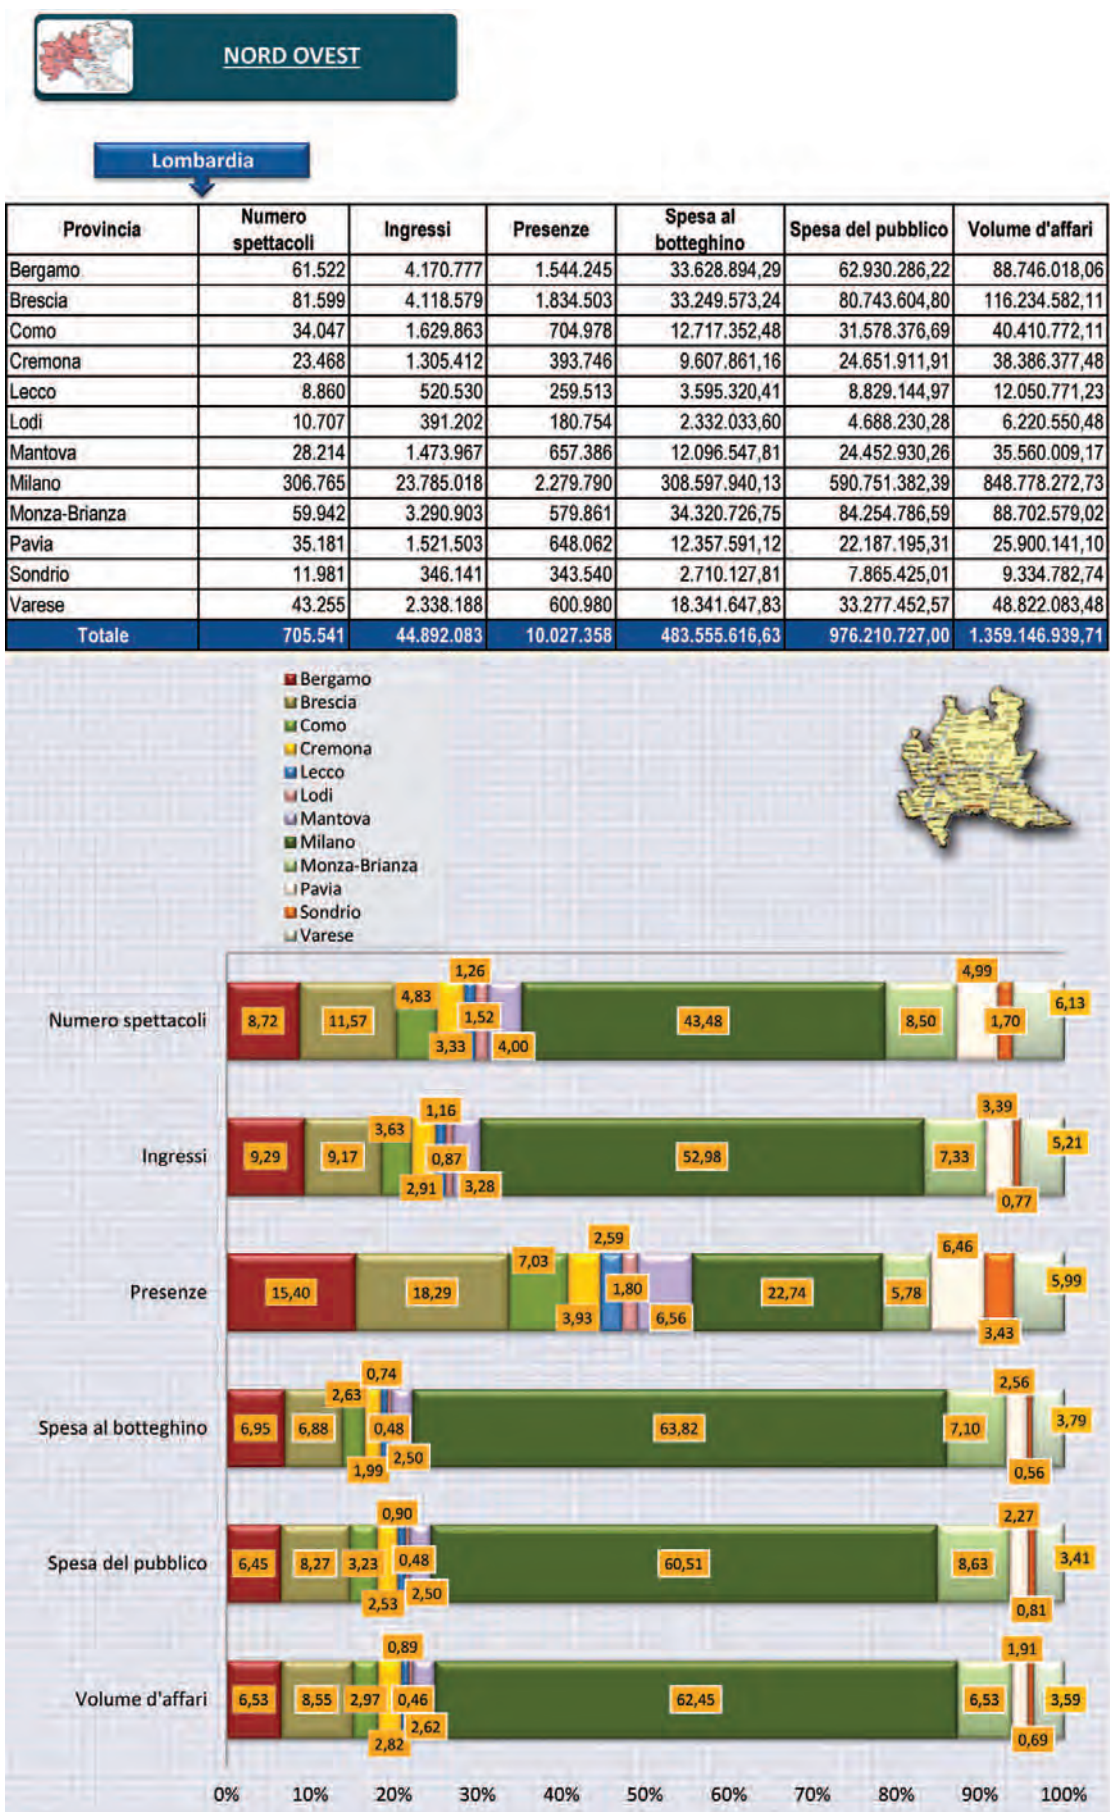 NORD OVEST
Lombardia
Provincia Numero spettacoli Ingressi Presenze Spesa al botteghino Spesa del pubblico Volume d'affari
Bergamo 61.522 4.170.777 1.544.245 33.628.894,29 62.930.286,22 88.746.018,06
Brescia 81.599 4.118.579 1.834.503 33.249.573,24 80.743.604,80 116.234.582,11
Como 34.047 1.629.863 704.978 12.717.352,48 31.578.376,69 40.410.772,11
Cremona 23.468 1.305.412 393.746 9.607.861,16 24.651.911,91 38.386.377,48
Lecco 8.860 520.530 259.513 3.595.320,41 8.829.144,97 12.050.771,23
Lodi 10.707 391.202 180.754 2.332.033,60 4.688.230,28 6.220.550,48
Mantova 28.214 1.473.967 657.386 12.096.547,81 24.452.930,26 35.560.009,17
Milano 306.765 23.785.018 2.279.790 308.597.940,13 590.751.382,39 848.778.272,73
Monza-Brianza 59.942 3.290.903 579.861 34.320.726,75 84.254.786,59 88.702.579,02
Pavia 35.181 1.521.503 648.062 12.357.591,12 22.187.195,31 25.900.141,10
Sondrio 11.981 346.141 343.540 2.710.127,81 7.865.425,01 9.334.782,74
Varese 43.255 2.338.188 600.980 18.341.647,83 33.277.452,57 48.822.083,48
Totale 705.541 44.892.083 10.027.358 483.555.616,63 976.210.727,00 1.359.146.939,71
Bergamo
Brescia
Como
Cremona
Lecco
Lodi
Mantova
Milano
Monza-Brianza
Pavia
Sondrio
Varese
Numero spettacoli 8,72 11,57 4,83 3,33 1,26 1,52 4,00 43,48 8,50 4,99 1,70 6,13
Ingressi 9,29 9,17 3,63 2,91 1,16 0,87 3,28 52,98 7,33 3,39 0,77 5,21
Presenze 15,40 18,29 7,03 3,93 2,59 1,80 6,56 22,74 5,78 6,46 3,43 5,99
Spesa al botteghino 6,95 6,88 2,63 1,99 0,74 0,48 2,50 63,82 7,10 2,56 0,56 3,79
Spesa del pubblico 6,45 8,27 3,23 2,53 0,90 0,48 2,50 60,51 8,63 2,27 0,81 3,41
Volume d'affari 6,53 8,55 2,97 2,82 0,89 0,46 2,62 62,45 6,53 1,91 0,69 3,59
0% 10% 20% 30% 40% 50% 60% 70% 80% 90% 100%